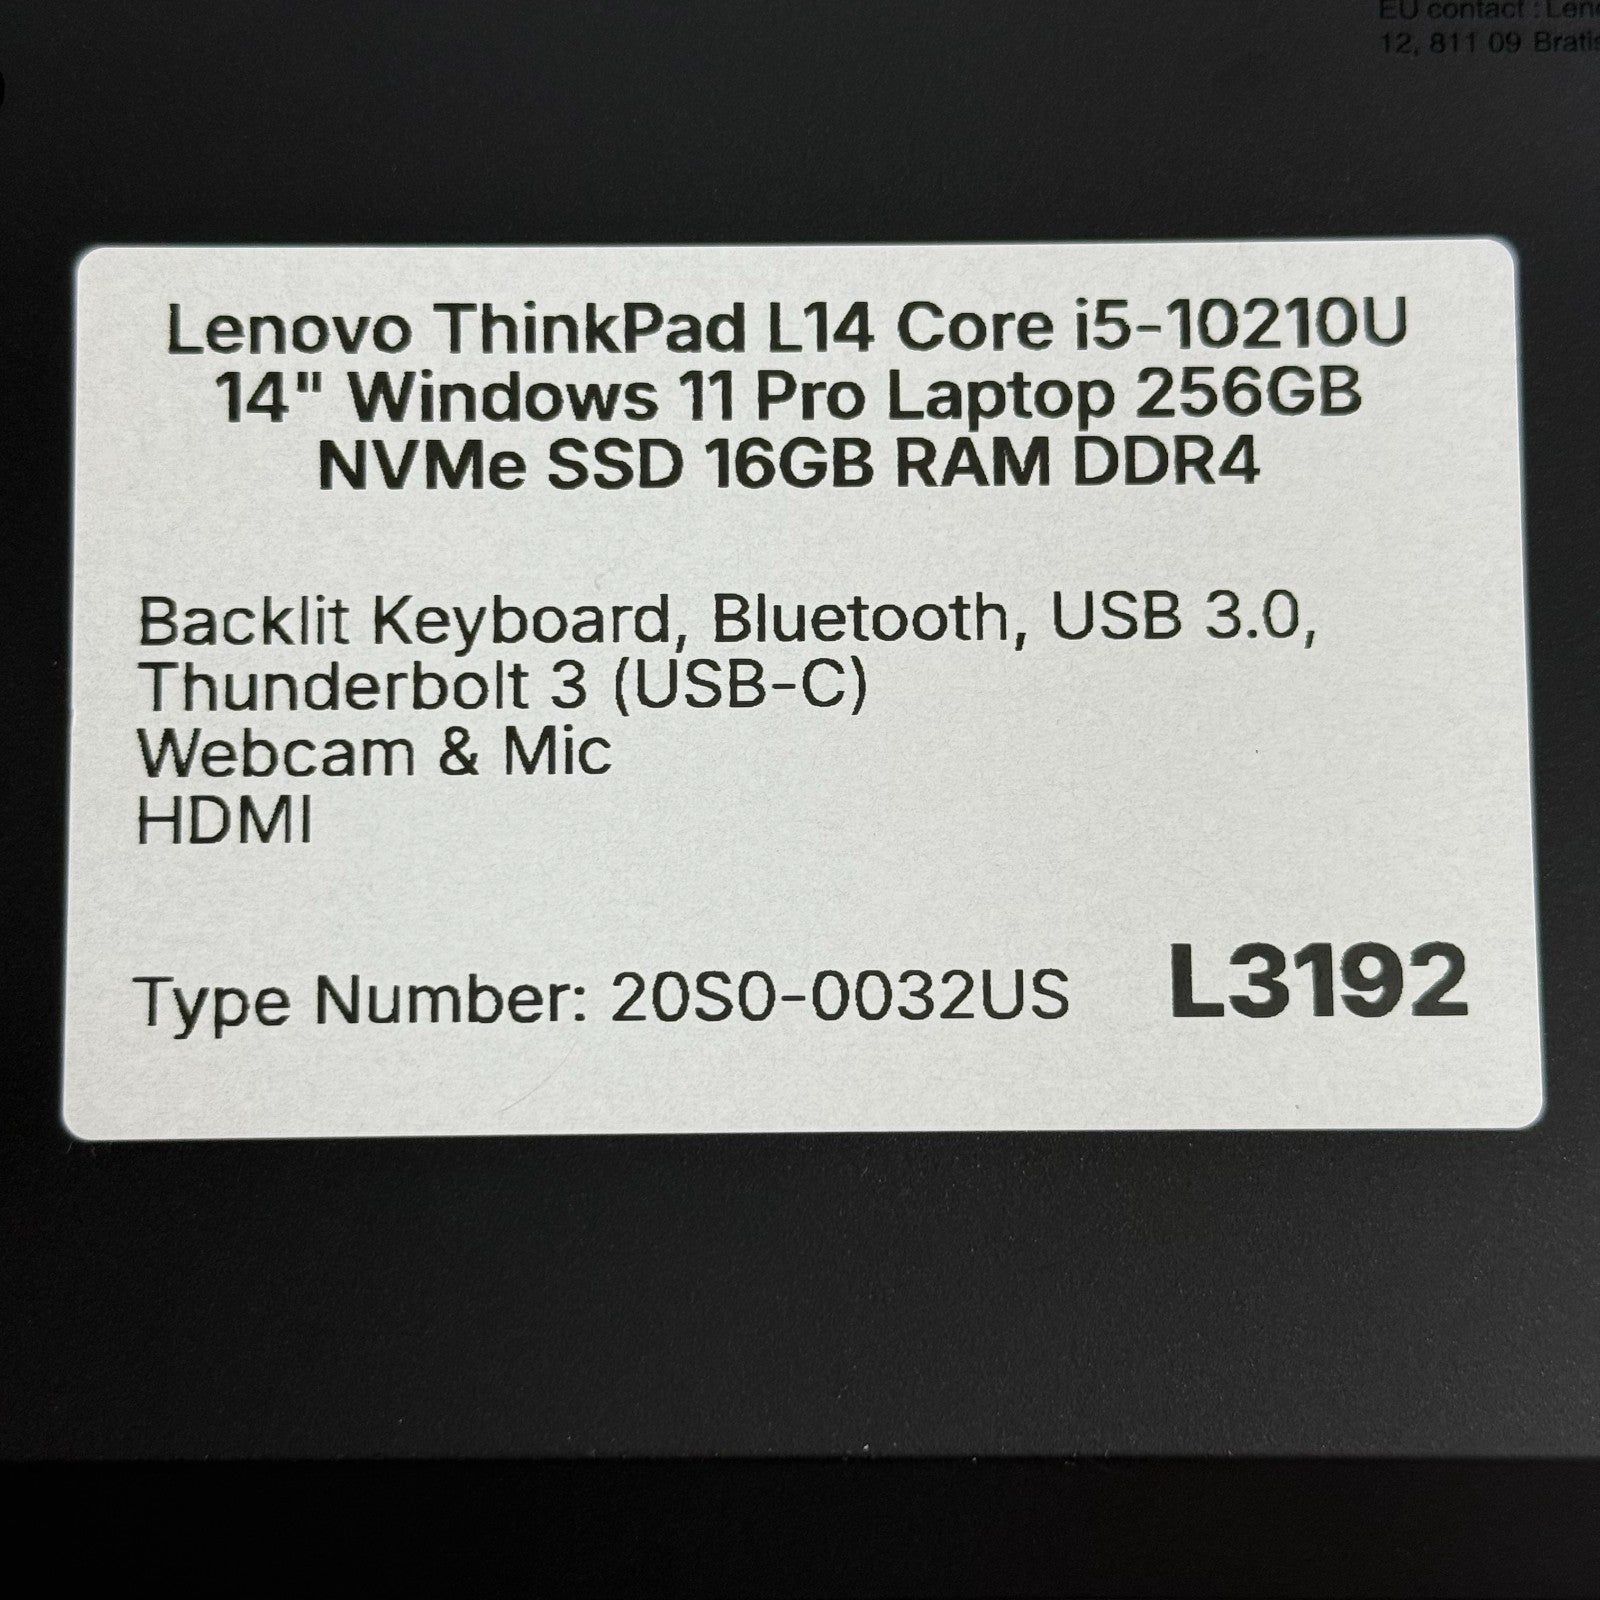 EU contact : Len
12, 811 09 Bratis
Lenovo ThinkPad L14 Core i5-10210U
14" Windows 11 Pro Laptop 256GB
NVMe SSD 16GB RAM DDR4
Backlit Keyboard, Bluetooth, USB 3.0,
Thunderbolt 3 (USB-C)
Webcam & Mic
HDMI
Type Number: 20S0-0032US L3192